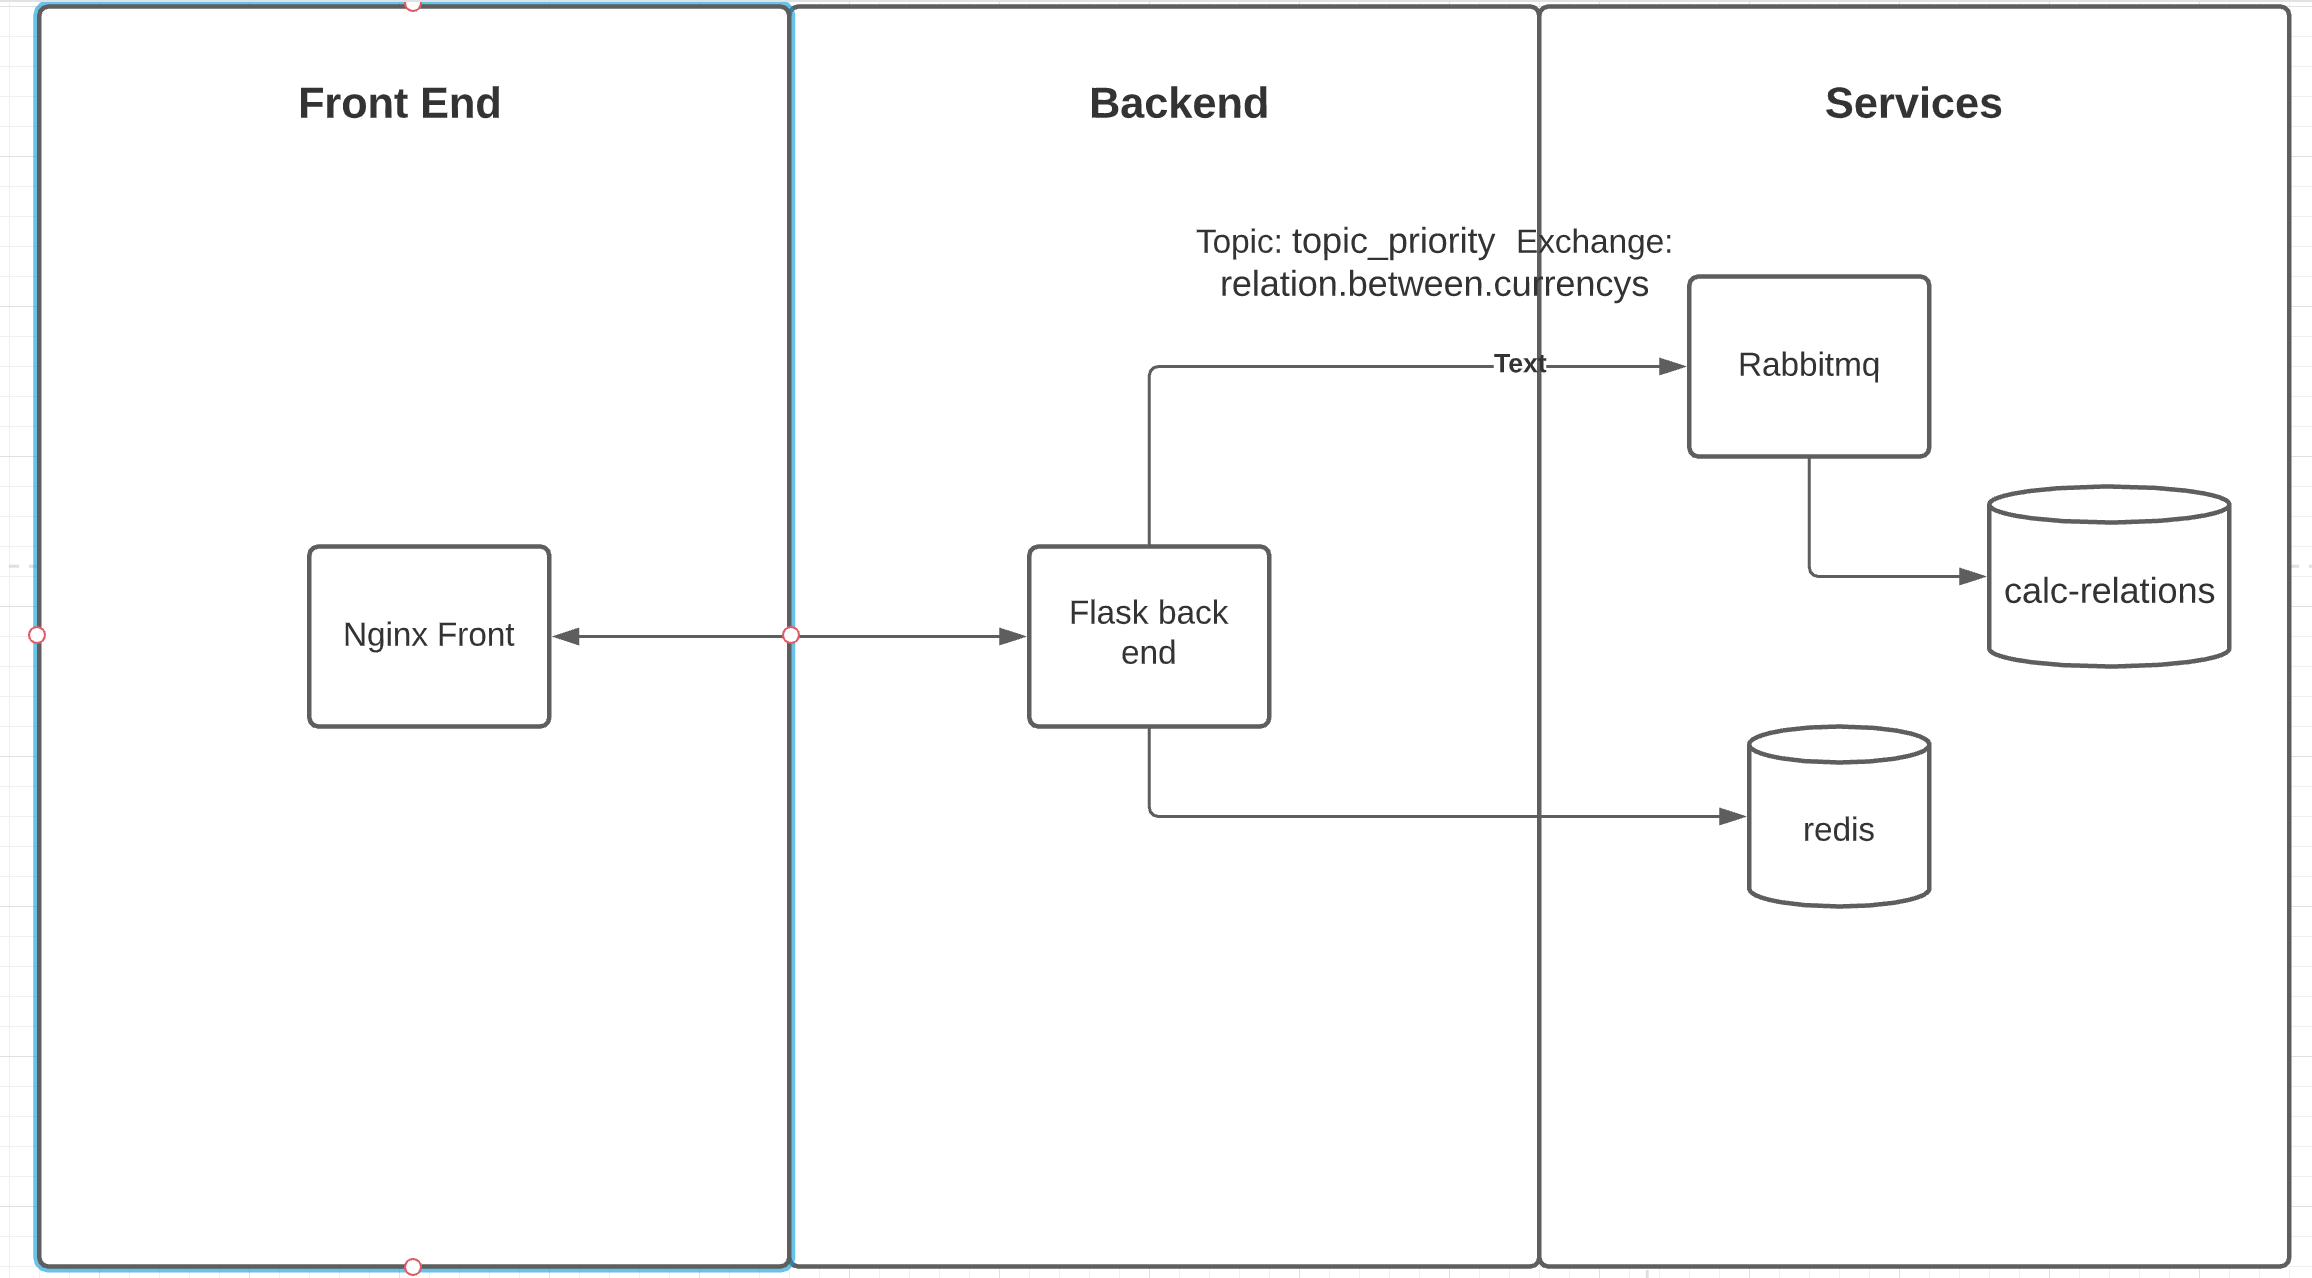 Front End
Backend
Services
Topic: topic_priority  Exchange:
relation.between.currencys
Text
Rabbitmq
calc-relations
Nginx Front
Flask back
end
redis